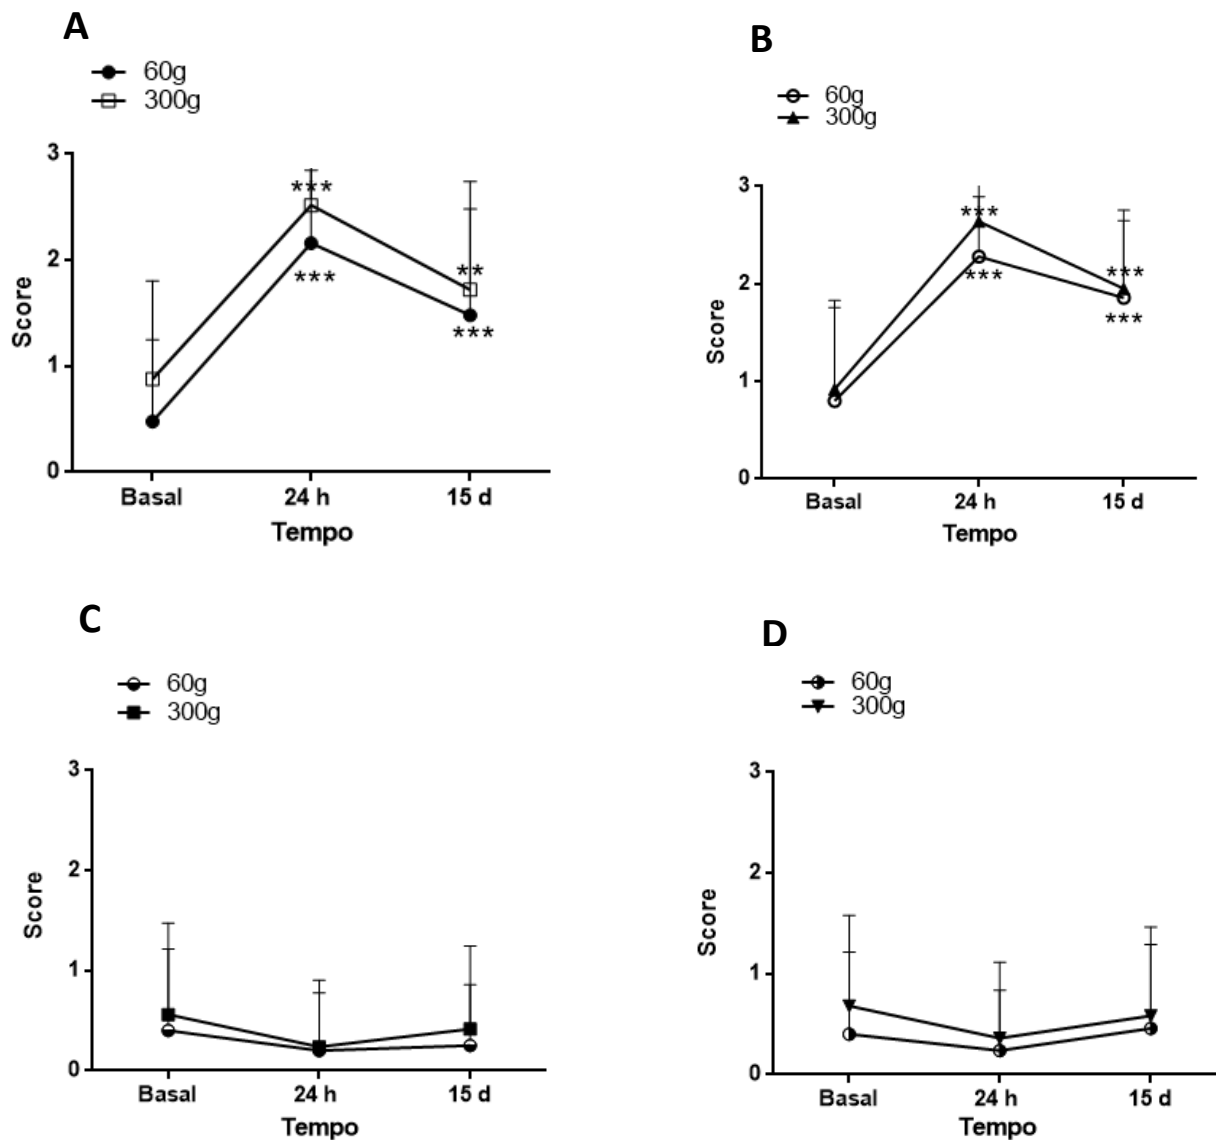 A
60g
300g
3
2
1
0
Score
***
***
**
***
Basal 24 h 15 d
Tempo
B
60g
300g
3
2
1
0
Score
***
***
***
***
Basal 24 h 15 d
Tempo
C
60g
300g
3
2
1
0
Score
Basal 24 h 15 d
Tempo
D
60g
300g
3
2
1
0
Score
Basal 24 h 15 d
Tempo